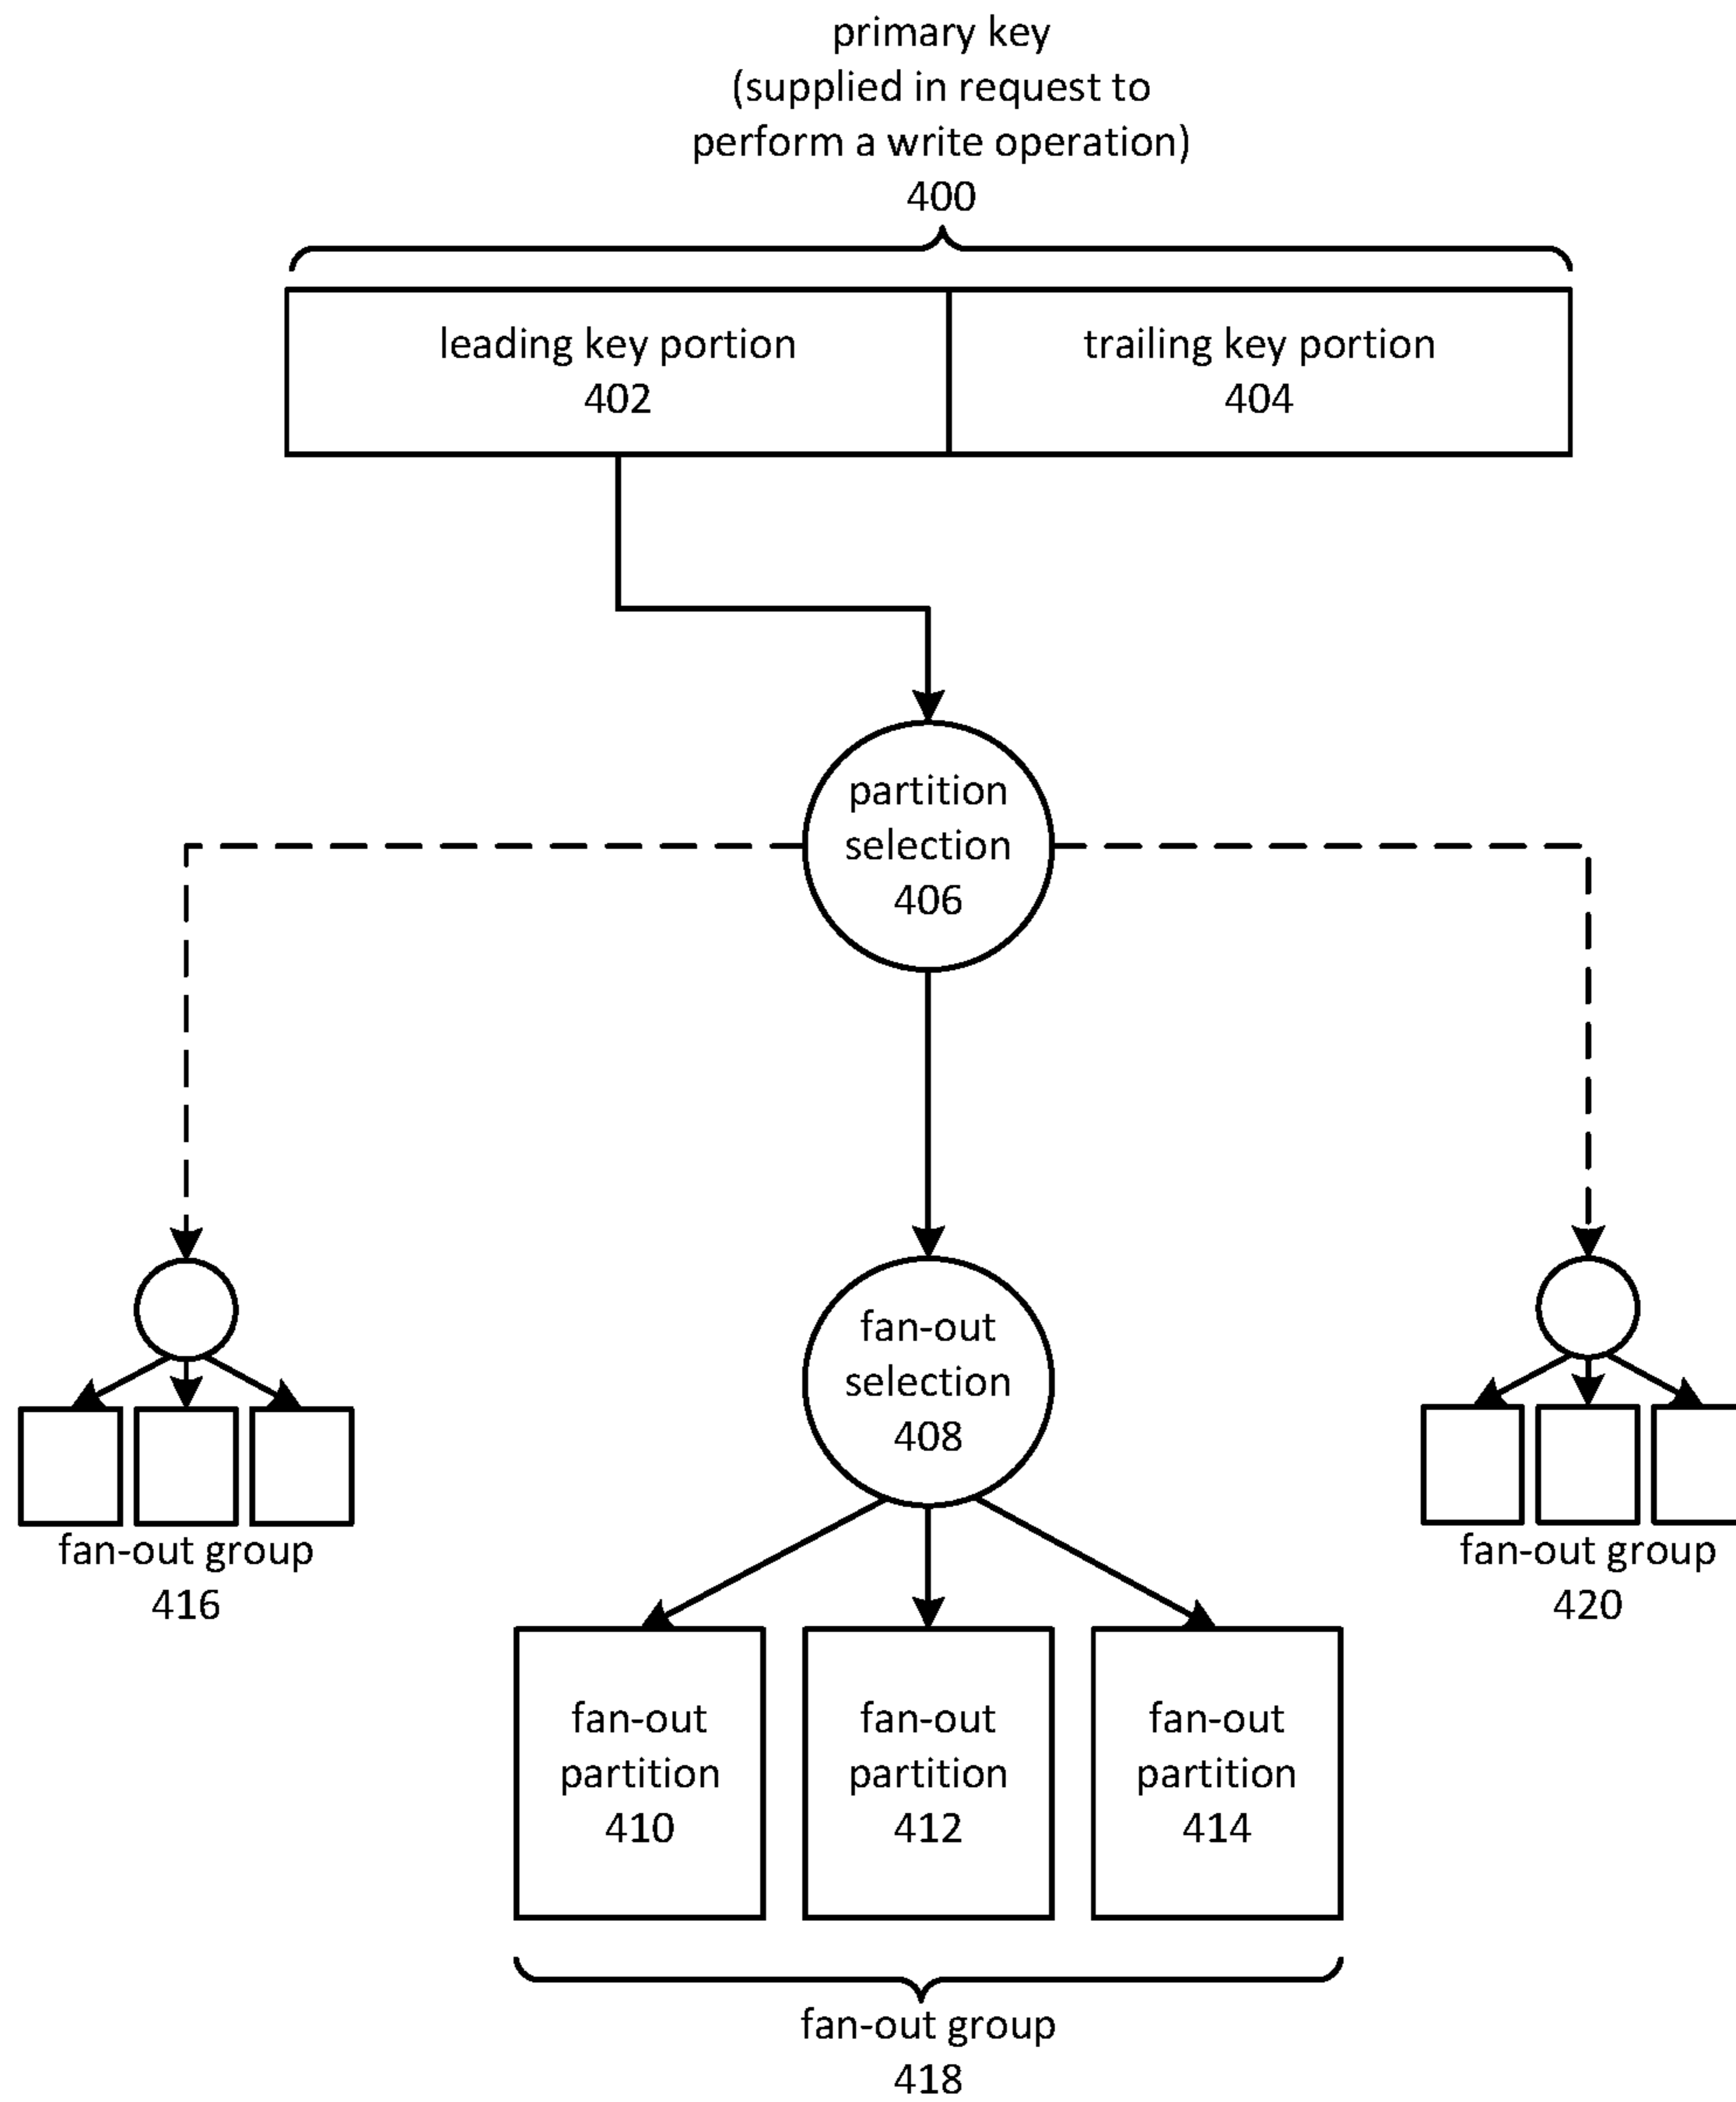 primary key
(supplied in request to
perform a write operation)
400
leading key portion
402
trailing key portion
404
partition
selection
406
fan-out
selection
408
fan-out group
416
fan-out group
420
fan-out
partition
410
fan-out
partition
412
fan-out
partition
414
fan-out group
418